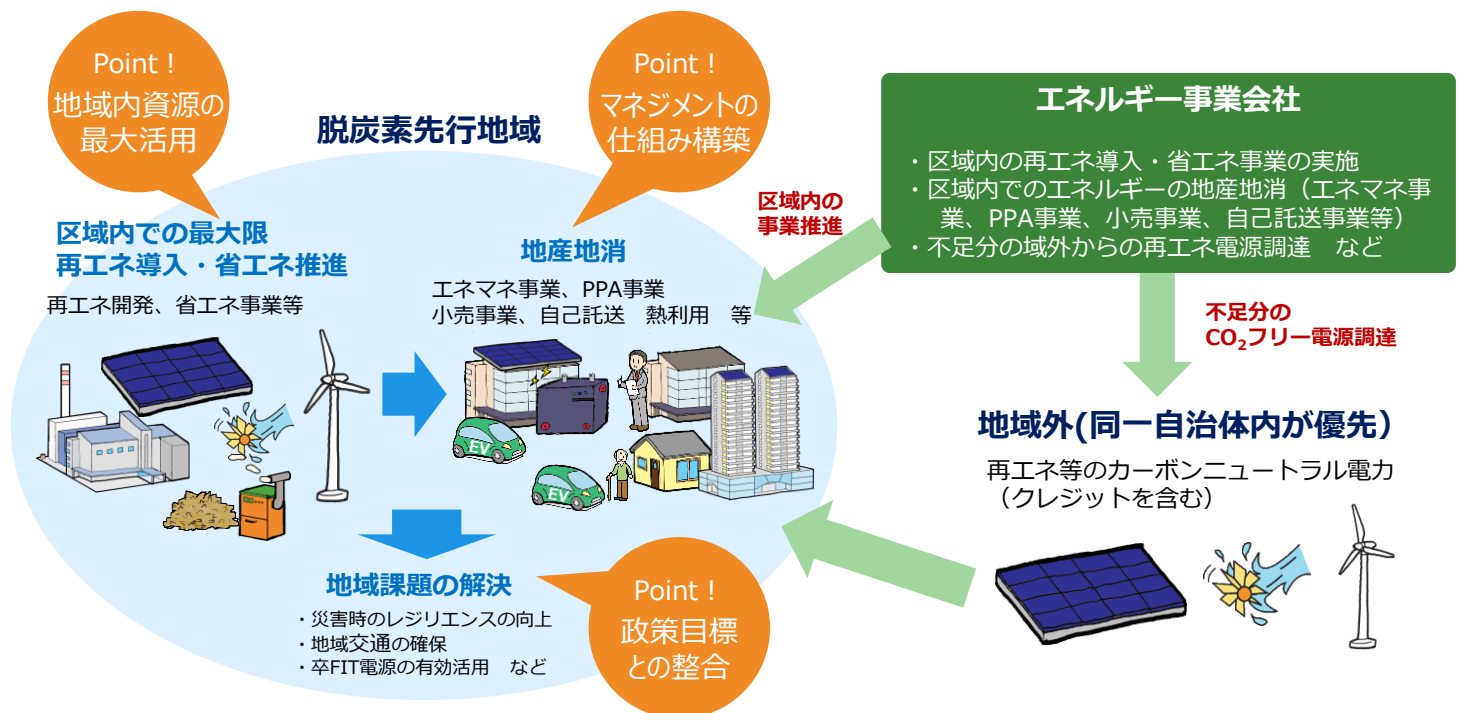 Point！
地域内資源の
最大活用
脱炭素先行地域
Point！
マネジメントの
仕組み構築
区域内での最大限
再エネ導入・省エネ推進
再エネ開発、省エネ事業等
地産地消
エネマネ事業、PPA事業
小売事業、自己託送　熱利用　等
EV
EV
地域課題の解決
・災害時のレジリエンスの向上
・地域交通の確保
・卒FIT電源の有効活用　など
Point！
政策目標
との整合
区域内の
事業推進
エネルギー事業会社
・区域内の再エネ導入・省エネ事業の実施
・区域内でのエネルギーの地産地消（エネマネ事
業、PPA事業、小売事業、自己託送事業等）
・不足分の域外からの再エネ電源調達　など
不足分の
CO₂フリー電源調達
地域外(同一自治体内が優先）
再エネ等のカーボンニュートラル電力
（クレジットを含む）